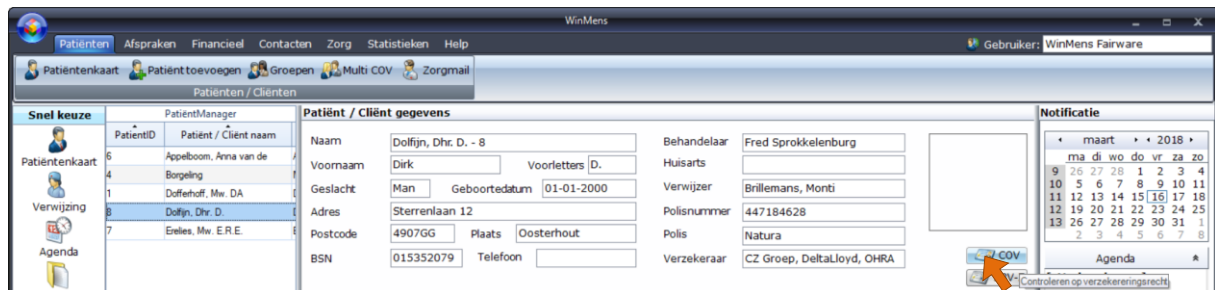 WinMens
Patiënten Afspraken Financieel Contacten Zorg Statistieken Help Gebruiker: WinMens Fairware
Patiëntenkaart Patiënt toevoegen Groepen Multi COV Zorgmail
Patiënten / Cliënten
Snel keuze
Patiëntenkaart
Verwijzing
Agenda
PatiëntManager
PatientID Patiënt / Cliënt naam
6 Appelboom, Anna van de
4 Borgeling
1 Dofferhoff, Mw. DA
8 Dolfijn, Dhr. D.
7 Erelies, Mw. E.R.E.
Patiënt / Cliënt gegevens
Naam Dolfijn, Dhr. D. - 8
Voornaam Dirk Voorletters D.
Geslacht Man Geboortedatum 01-01-2000
Adres Sterrenlaan 12
Postcode 4907GG Plaats Oosterhout
BSN 015352079 Telefoon
Behandelaar Fred Sprokkelenburg
Huisarts
Verwijzer Brillemans, Monti
Polisnummer 447184628
Polis Natura
Verzekeraar CZ Groep, DeltaLloyd, OHRA
COV
Controleren op verzekereringsrecht
Notificatie
maart 2018
ma di wo do vr za zo
9 26 27 28 1 2 3 4
10 5 6 7 8 9 10 11
11 12 13 14 15 16 17 18
12 19 20 21 22 23 24 25
13 26 27 28 29 30 31 1
2 3 4 5 6 7 8
Agenda